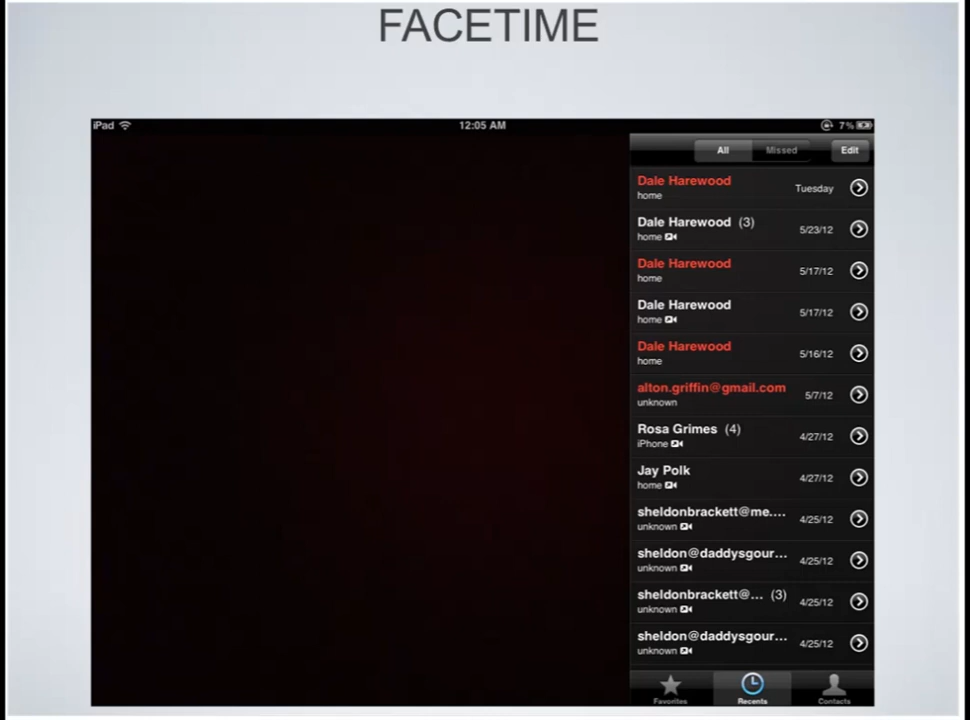 FACETIME
iPad 12:05 AM 7%
All Missed Edit
Dale Harewood
home Tuesday
Dale Harewood (3)
home 5/23/12
Dale Harewood
home 5/17/12
Dale Harewood
home 5/17/12
Dale Harewood
home 5/16/12
alton.griffin@gmail.com
unknown 5/7/12
Rosa Grimes (4)
iPhone 4/27/12
Jay Polk
home 4/27/12
sheldonbrackett@me....
unknown 4/25/12
sheldon@daddysgour...
unknown 4/25/12
sheldonbrackett@... (3)
unknown 4/25/12
sheldon@daddysgour...
unknown 4/25/12
Favorites Recents Contacts